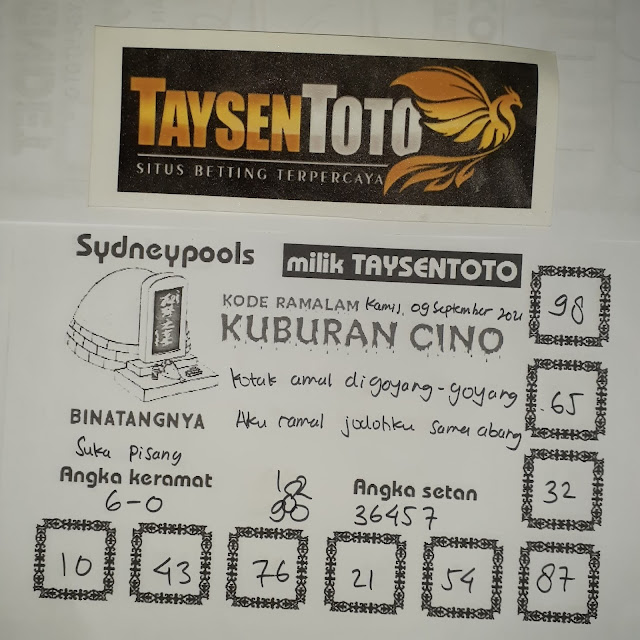 TAYSENTOTO
SITUS BETTING TERPERCAYA
Sydneypools
milik TAYSENTOTO
98
KODE RAMALAM Kamis, 09 September 2021
KUBURAN CINO
Kotak amal digoyang-goyang
65
BINATANGNYA
Aku ramal jodohku sama abang
Suka Pisang
Angka keramat
6-0
Angka setan
36457
32
10
43
76
21
54
87